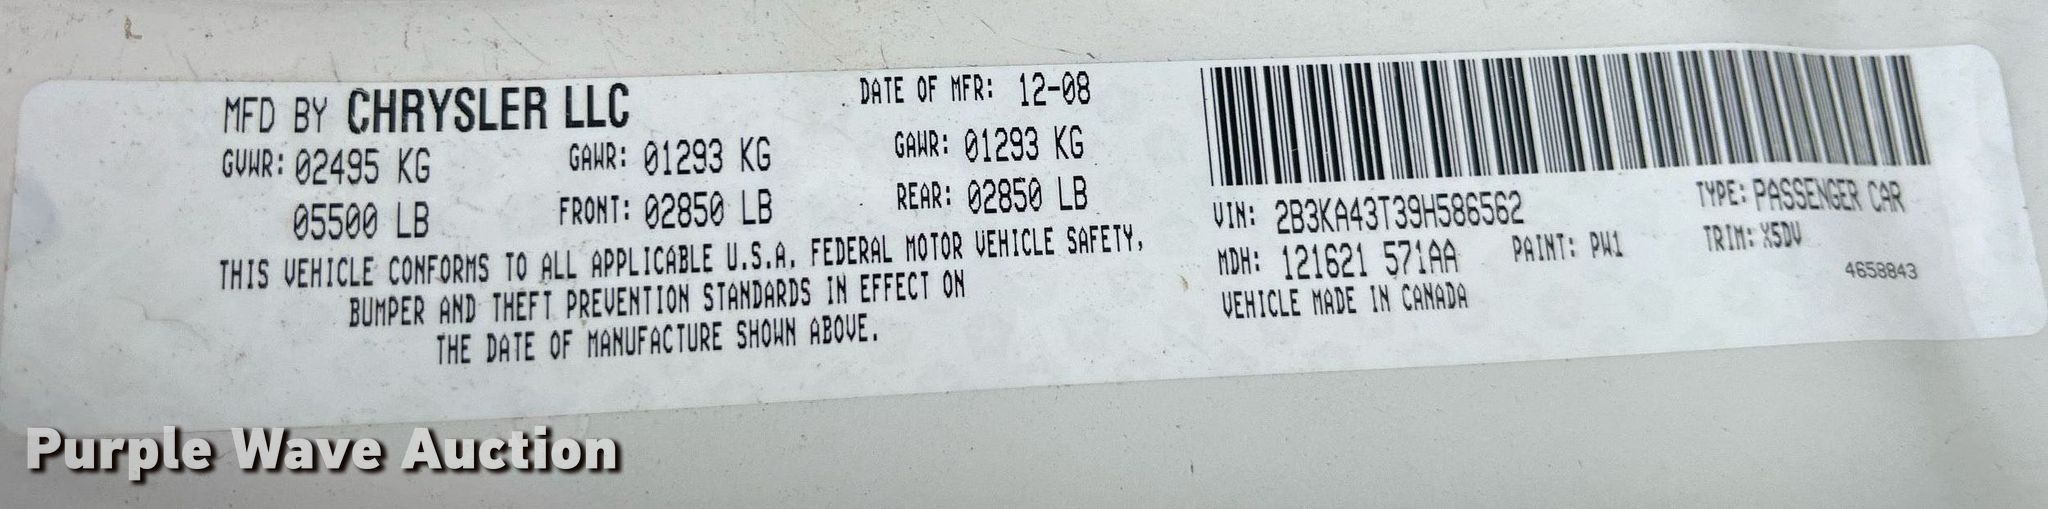 MFD BY CHRYSLER LLC
DATE OF MFR: 12-08
GVWR: 02495 KG
GAWR: 01293 KG
GAWR: 01293 KG
05500 LB
FRONT: 02850 LB
REAR: 02850 LB
THIS VEHICLE CONFORMS TO ALL APPLICABLE U.S.A. FEDERAL MOTOR VEHICLE SAFETY,
BUMPER AND THEFT PREVENTION STANDARDS IN EFFECT ON
THE DATE OF MANUFACTURE SHOWN ABOVE.
VIN: 2B3KA43T39H586562
TYPE: PASSENGER CAR
MDH: 121621 571AA
PAINT: PW1
TRIM: X5DV
VEHICLE MADE IN CANADA
4658843
Purple Wave Auction